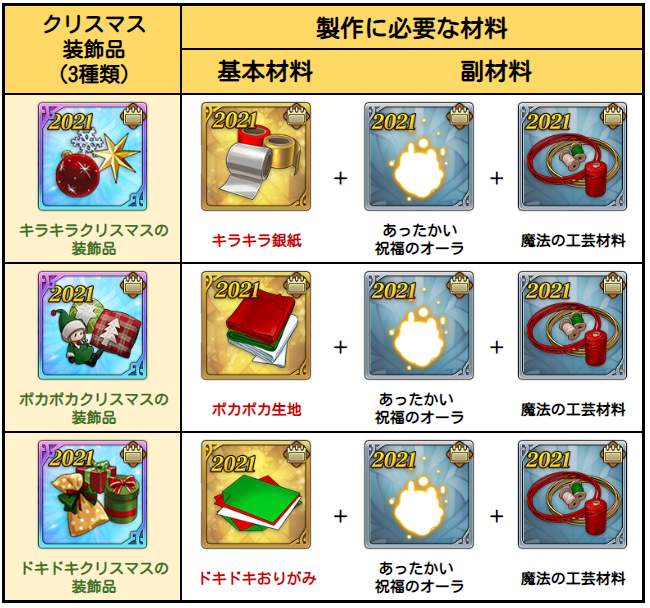 クリスマス
装飾品
（3種類）
製作に必要な材料
基本材料
副材料
2021
2021
2021
2021
+
+
キラキラクリスマスの
装飾品
キラキラ銀紙
あったかい
祝福のオーラ
魔法の工芸材料
2021
2021
2021
2021
+
+
ポカポカクリスマスの
装飾品
ポカポカ生地
あったかい
祝福のオーラ
魔法の工芸材料
2021
2021
2021
2021
+
+
ドキドキクリスマスの
装飾品
ドキドキおりがみ
あったかい
祝福のオーラ
魔法の工芸材料